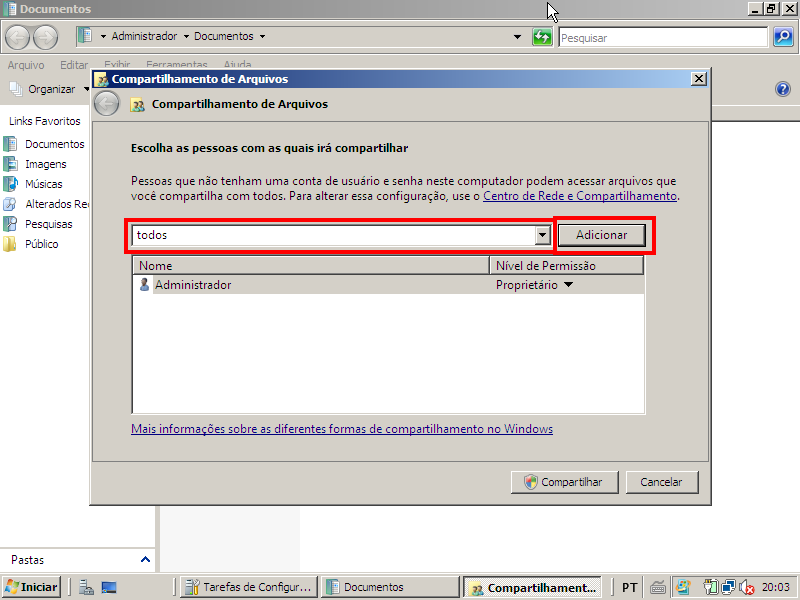 Documentos
Administrador Documentos
Pesquisar
Arquivo Editar Exibir Ferramentas Ajuda
Organizar
Links Favoritos
Documentos
Imagens
Músicas
Alterados Re
Pesquisas
Público
Pastas
Compartilhamento de Arquivos
Compartilhamento de Arquivos
Escolha as pessoas com as quais irá compartilhar
Pessoas que não tenham uma conta de usuário e senha neste computador podem acessar arquivos que
você compartilha com todos. Para alterar essa configuração, use o Centro de Rede e Compartilhamento.
todos
Adicionar
Nome Nível de Permissão
Administrador Proprietário
Mais informações sobre as diferentes formas de compartilhamento no Windows
Compartilhar Cancelar
Iniciar Tarefas de Configur... Documentos Compartilhament... PT 20:03